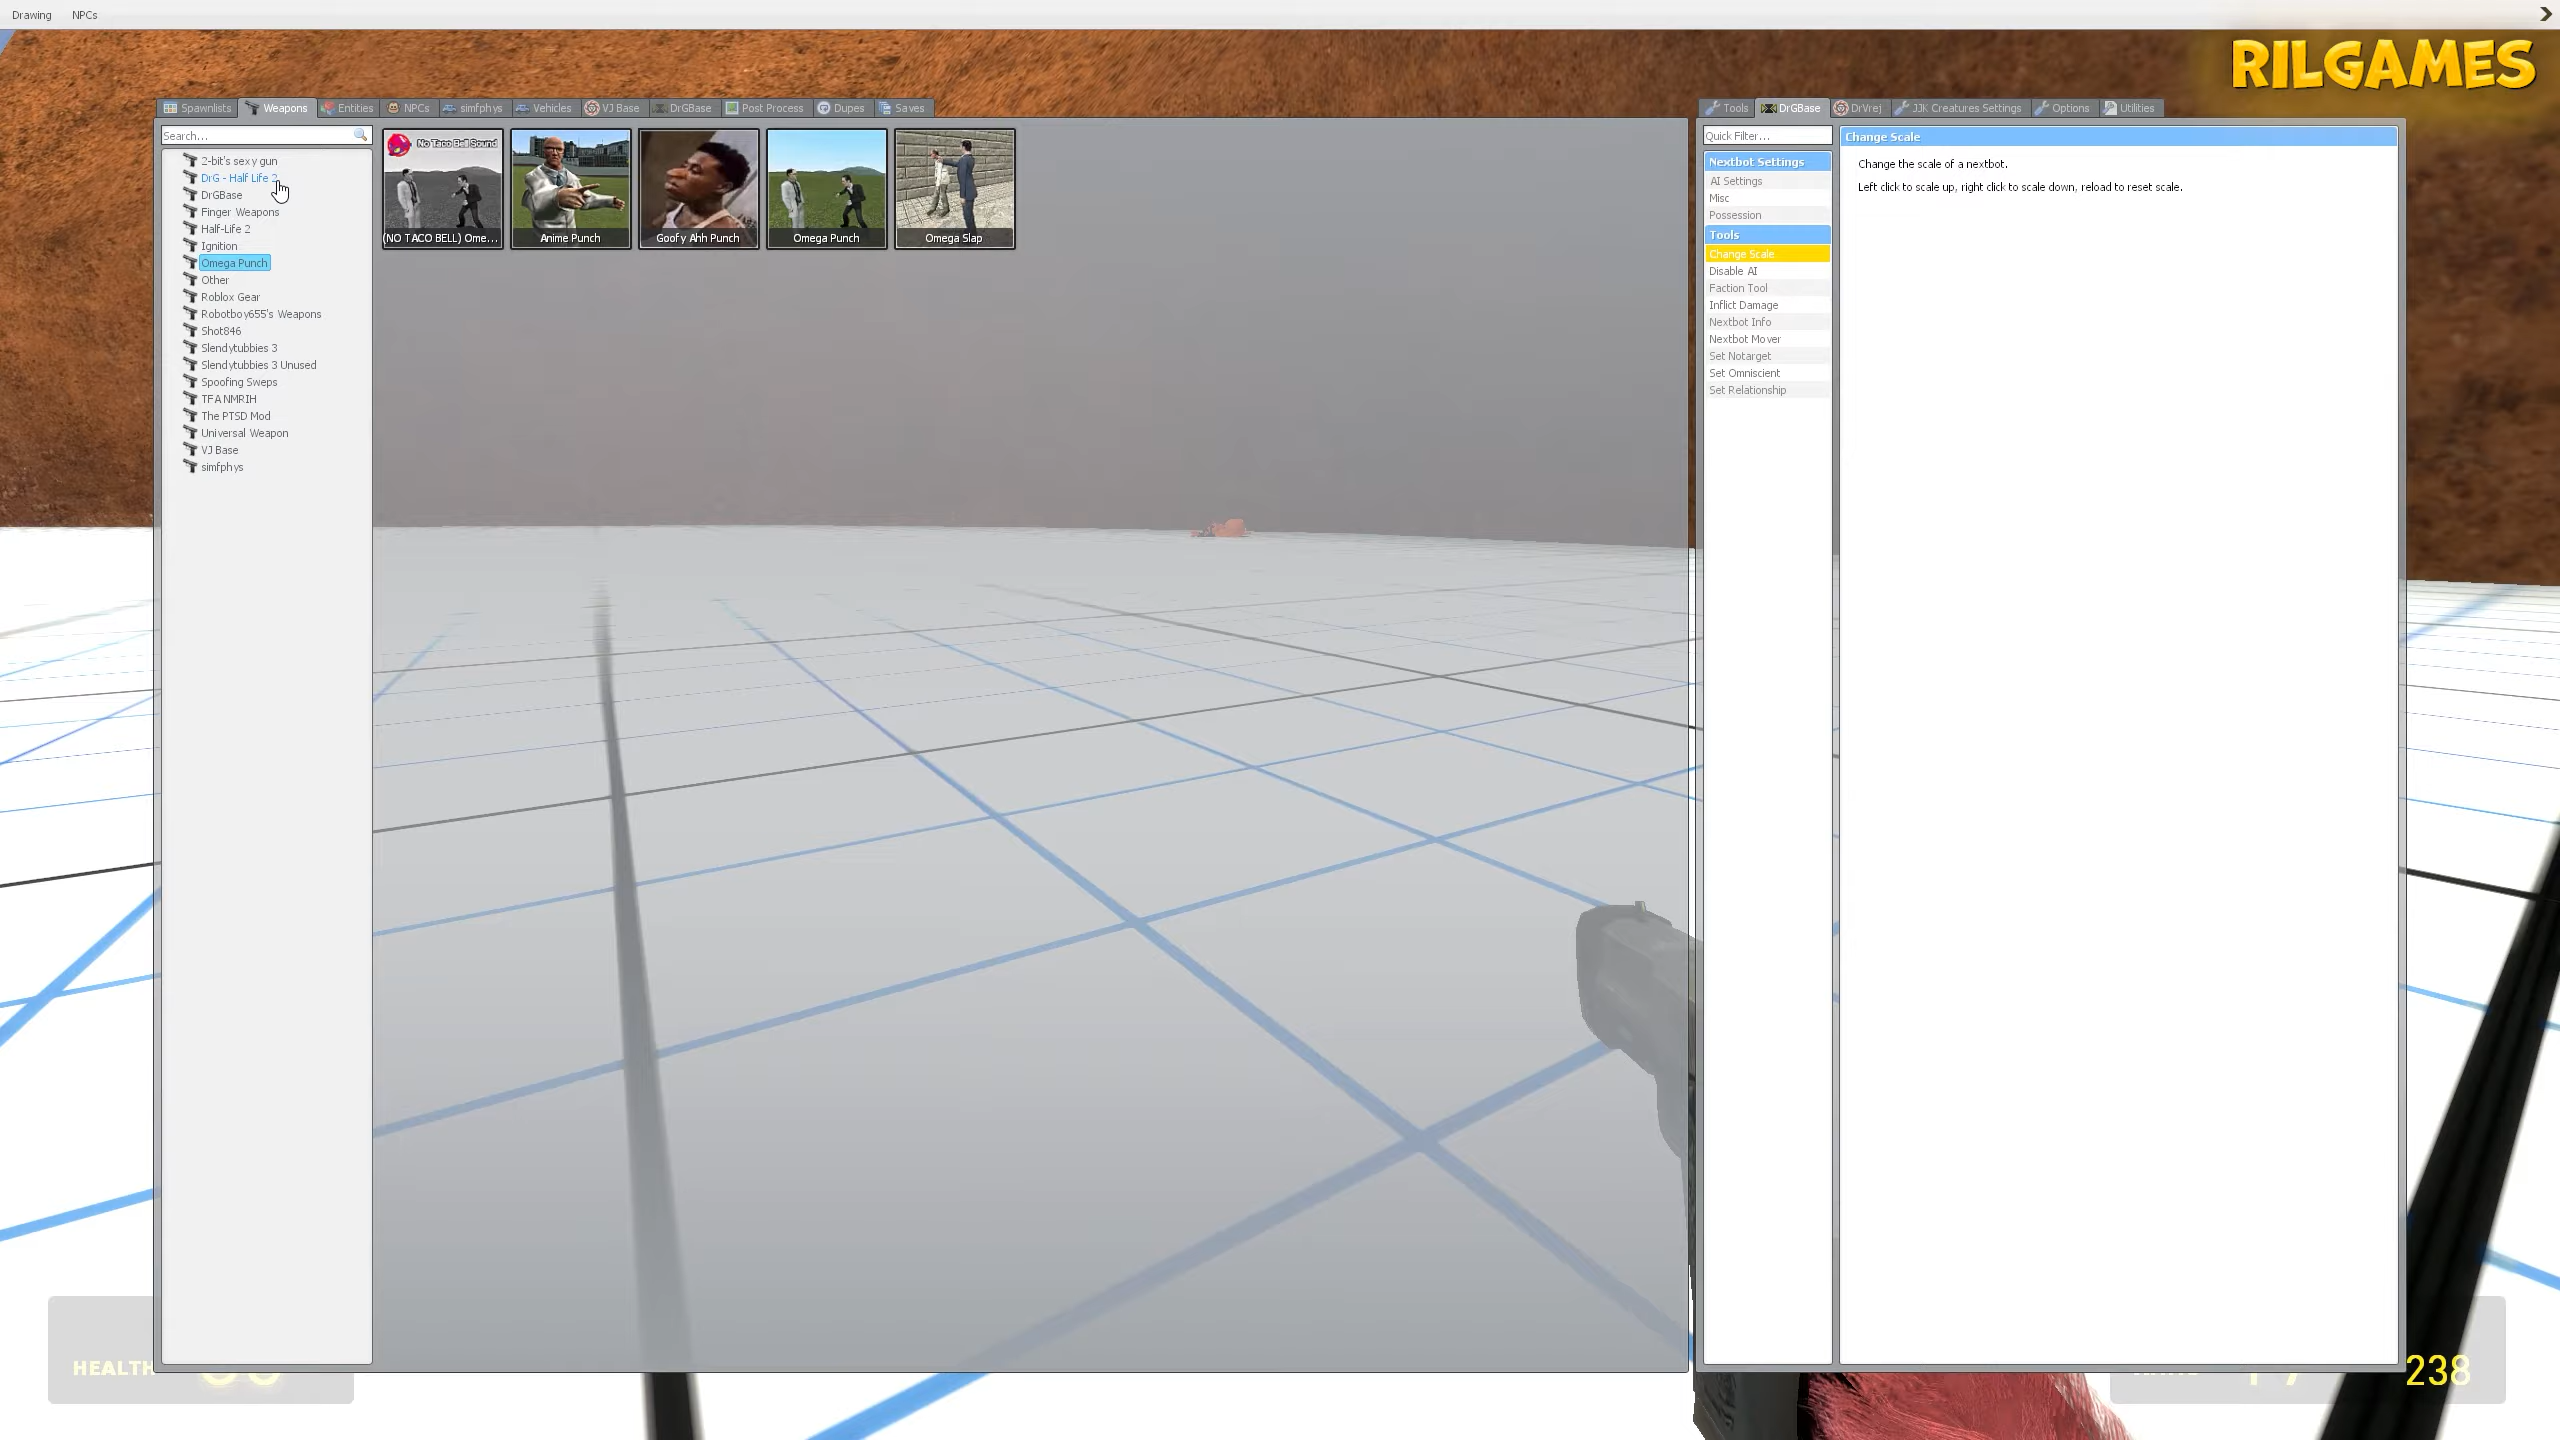 Drawing NPCs
RILGAMES
Spawnlists Weapons Entities NPCs simfphys Vehicles VJ Base DrGBase Post Process Dupes Saves
Search...
2-bit's sexy gun
DrG - Half Life 2
DrGBase
Finger Weapons
Half-Life 2
Ignition
Omega Punch
Other
Roblox Gear
Robotboy655's Weapons
Shot846
Slendytubbies 3
Slendytubbies 3 Unused
Spoofing Sweps
TFA NMRIH
The PTSD Mod
Universal Weapon
VJ Base
simfphys
No Taco Bell Sound
(NO TACO BELL) Ome...
Anime Punch
Goofy Ahh Punch
Omega Punch
Omega Slap
Tools DrGBase DrVrej JJK Creatures Settings Options Utilities
Quick Filter...
Nextbot Settings
AI Settings
Misc
Possession
Tools
Change Scale
Disable AI
Faction Tool
Inflict Damage
Nextbot Info
Nextbot Mover
Set Notarget
Set Omniscient
Set Relationship
Change Scale
Change the scale of a nextbot.
Left click to scale up, right click to scale down, reload to reset scale.
HEALTH
238